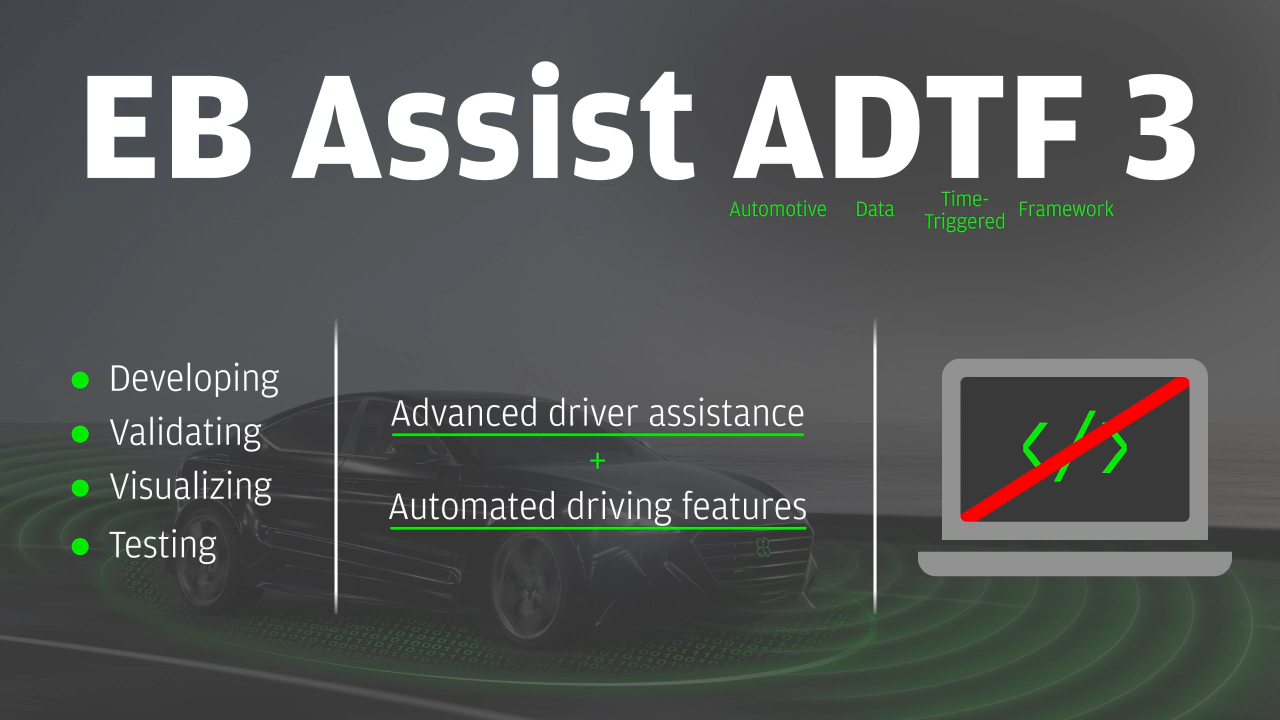 EB Assist ADTF 3
Automotive Data Time-Triggered Framework
Developing
Validating
Visualizing
Testing
Advanced driver assistance
+
Automated driving features
</>